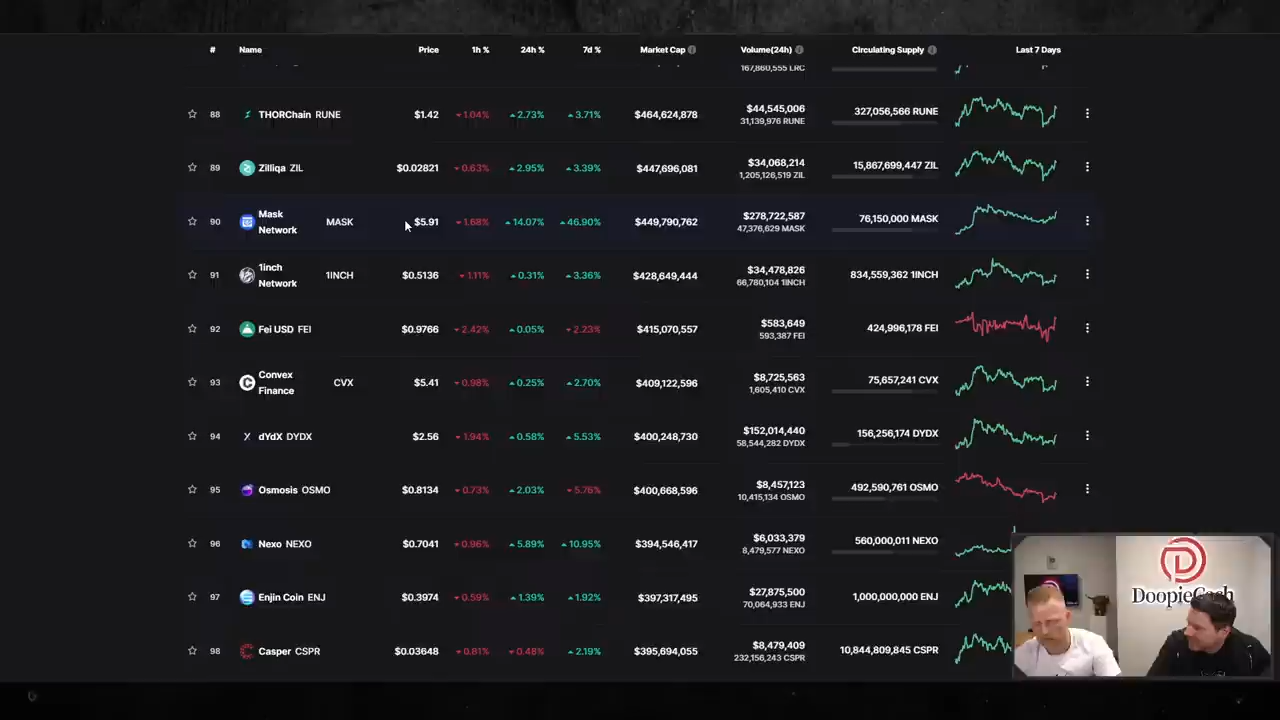 # Name Price 1h % 24h % 7d % Market Cap Volume(24h) Circulating Supply Last 7 Days
167,860,555 LRC
88 THORChain RUNE $1.42 1.04% 2.73% 3.71% $464,624,878 $44,545,006 327,056,566 RUNE
31,139,976 RUNE
89 Zilliqa ZIL $0.02821 0.63% 2.95% 3.39% $447,696,081 $34,068,214 15,867,699,447 ZIL
1,205,126,519 ZIL
90 Mask Network MASK $5.91 1.68% 14.07% 46.90% $449,790,762 $278,722,587 76,150,000 MASK
47,376,629 MASK
91 1inch Network 1INCH $0.5136 1.11% 0.31% 3.36% $428,649,444 $34,478,826 834,559,362 1INCH
66,780,104 1INCH
92 Fei USD FEI $0.9766 2.42% 0.05% 2.23% $415,070,557 $583,649 424,996,178 FEI
593,387 FEI
93 Convex Finance CVX $5.41 0.98% 0.25% 2.70% $409,122,596 $8,725,563 75,657,241 CVX
1,605,410 CVX
94 dYdX DYDX $2.56 1.94% 0.58% 5.53% $400,248,730 $152,014,440 156,256,174 DYDX
58,544,282 DYDX
95 Osmosis OSMO $0.8134 0.73% 2.03% 5.76% $400,668,596 $8,457,123 492,590,761 OSMO
10,415,134 OSMO
96 Nexo NEXO $0.7041 0.96% 5.89% 10.95% $394,546,417 $6,033,379 560,000,011 NEXO
8,479,577 NEXO
97 Enjin Coin ENJ $0.3974 0.59% 1.39% 1.92% $397,317,495 $27,875,500 1,000,000,000 ENJ
70,064,933 ENJ
98 Casper CSPR $0.03648 0.81% 0.48% 2.19% $395,694,055 $8,479,409 10,844,809,845 CSPR
232,156,243 CSPR
DoopieCash